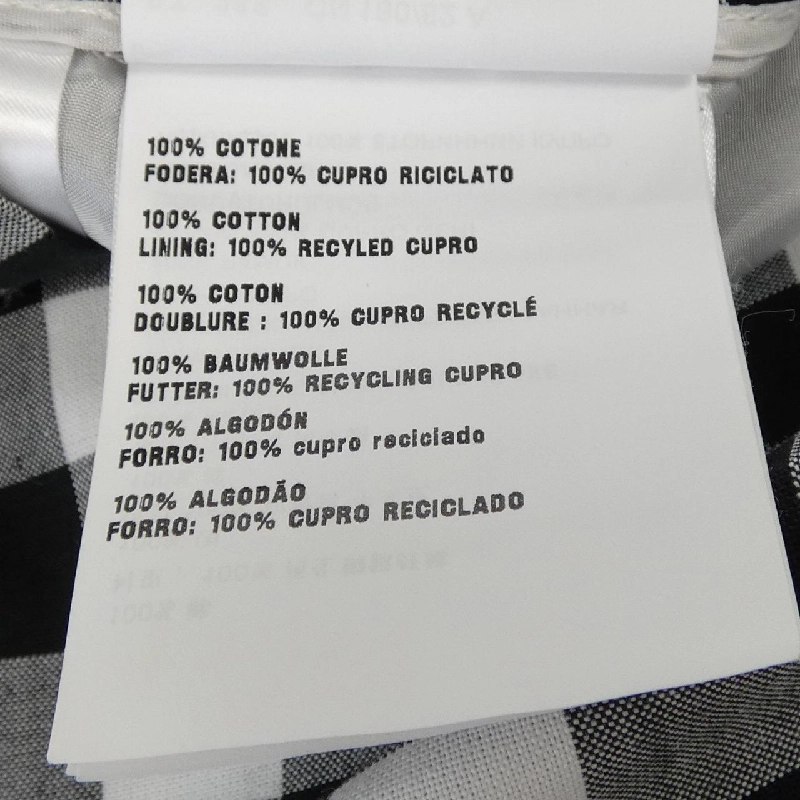 100% COTONE
FODERA: 100% CUPRO RICICLATO
100% COTTON
LINING: 100% RECYLED CUPRO
100% COTON
DOUBLURE : 100% CUPRO RECYCLÉ
100% BAUMWOLLE
FUTTER: 100% RECYCLING CUPRO
100% ALGODÓN
FORRO: 100% cupro reciclado
100% ALGODÃO
FORRO: 100% CUPRO RECICLADO